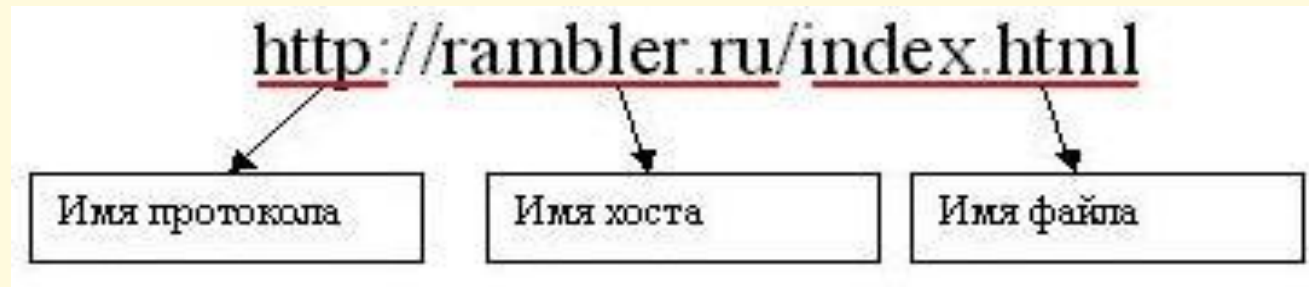 http://rambler.ru/index.html
Имя протокола
Имя хоста
Имя файла